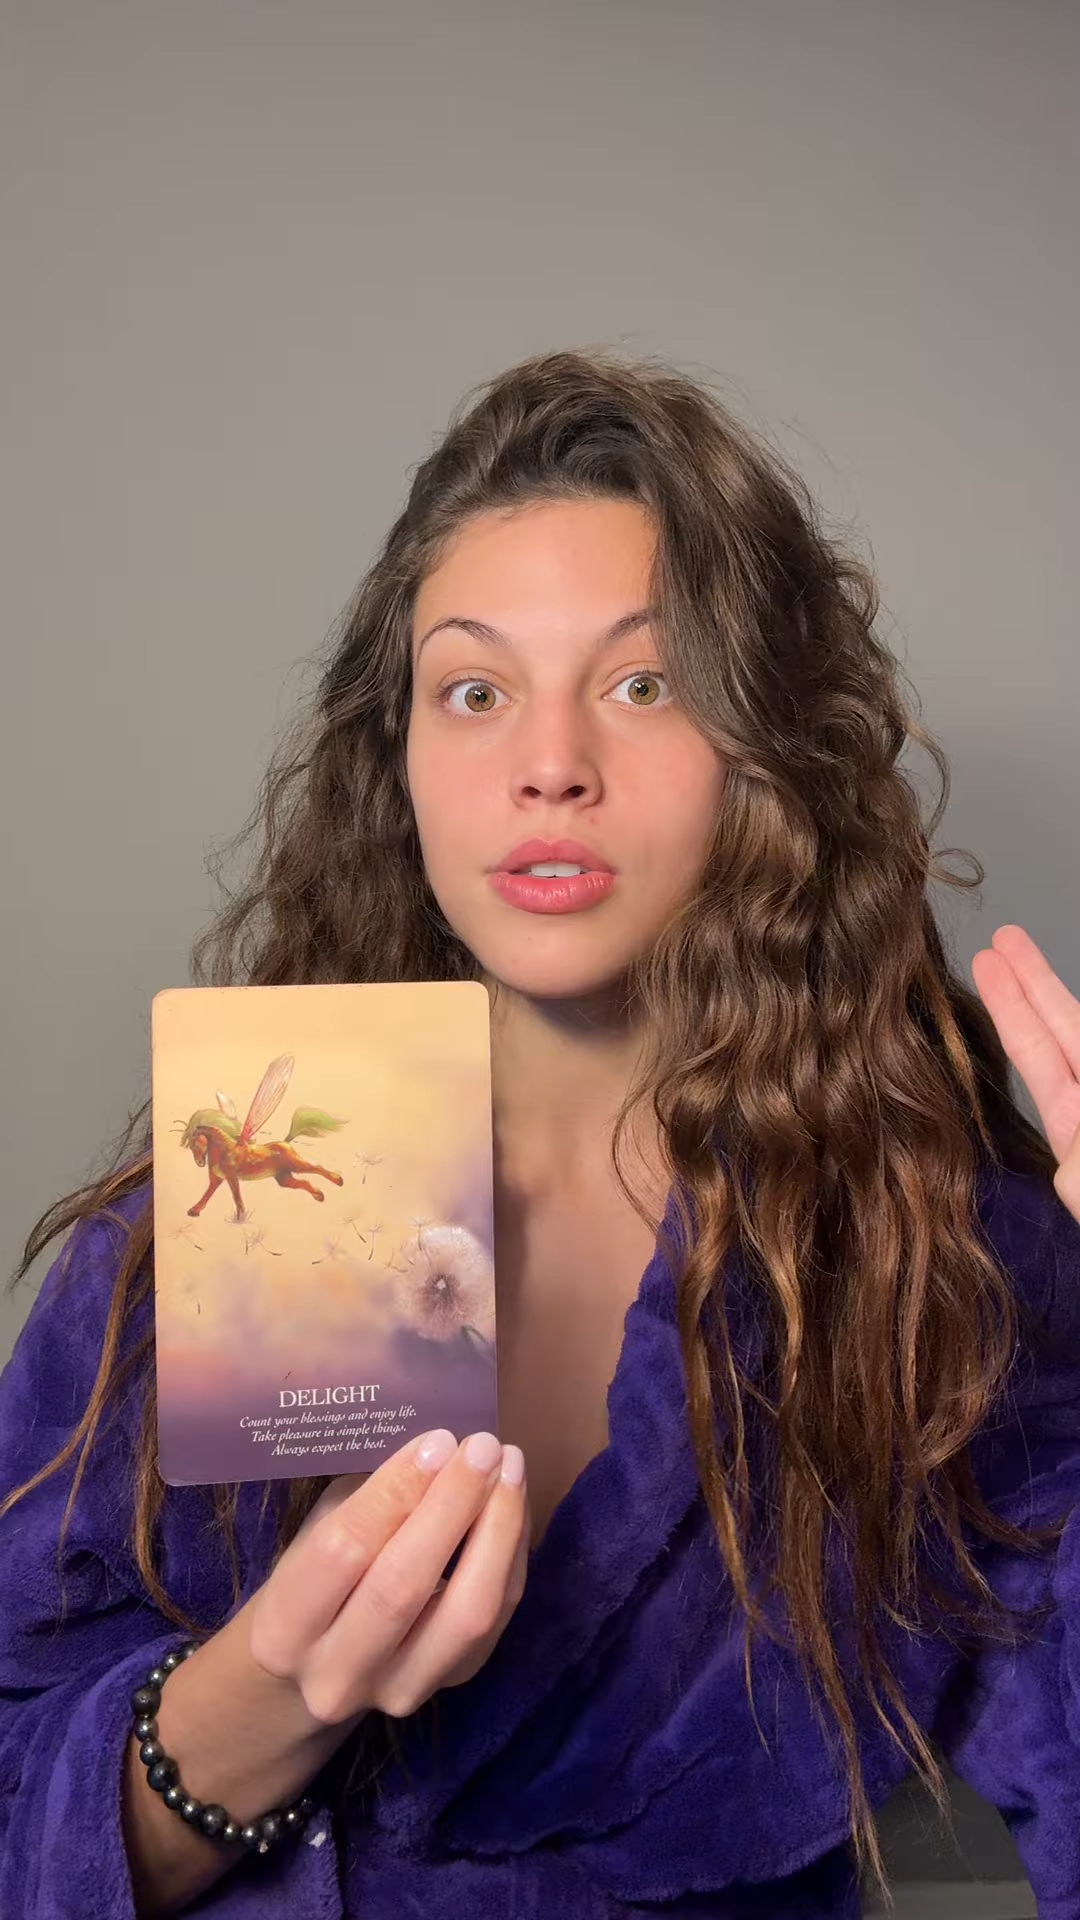 DELIGHT
Count your blessings and enjoy life.
Take pleasure in simple things.
Always expect the best.